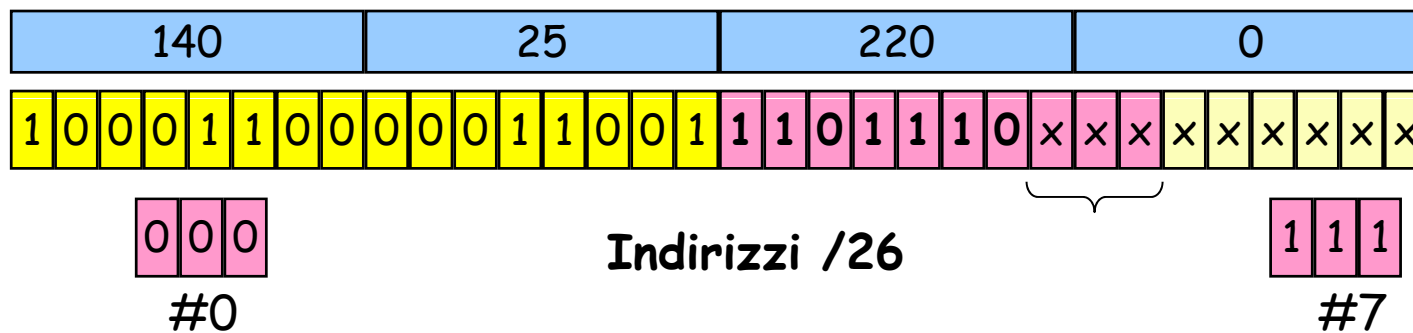 140 25 220 0
1 0 0 0 1 1 0 0 0 0 0 1 1 0 0 1 1 1 0 1 1 1 0 x x x x x x x x x
0 0 0 Indirizzi /26 1 1 1
#0 #7